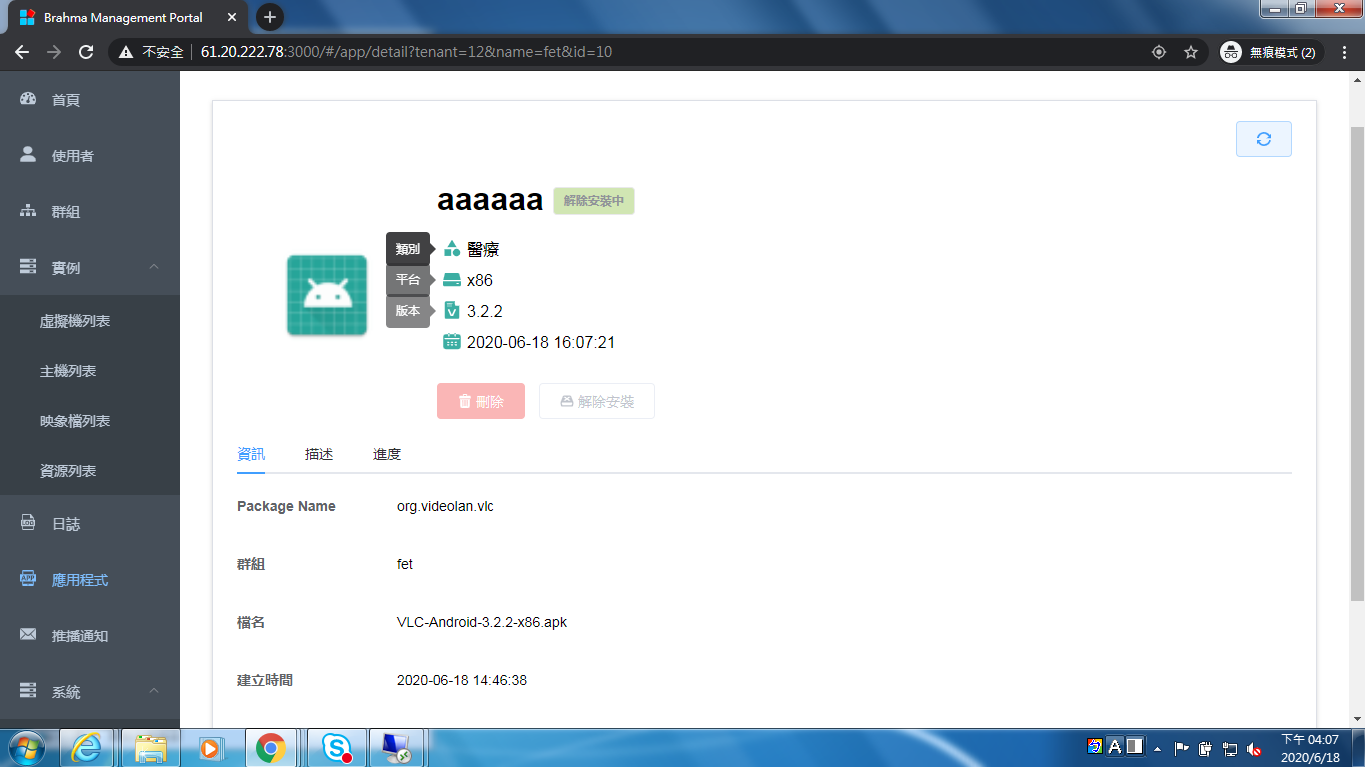 Brahma Management Portal
不安全 61.20.222.78:3000/#/app/detail?tenant=12&name=fet&id=10
無痕模式 (2)
首頁
使用者
群組
實例
虛擬機列表
主機列表
映象檔列表
資源列表
日誌
應用程式
推播通知
系統
aaaaaa 解除安裝中
類別 醫療
平台 x86
版本 3.2.2
2020-06-18 16:07:21
刪除 解除安裝
資訊 描述 進度
Package Name org.videolan.vlc
群組 fet
檔名 VLC-Android-3.2.2-x86.apk
建立時間 2020-06-18 14:46:38
A
下午 04:07
2020/6/18